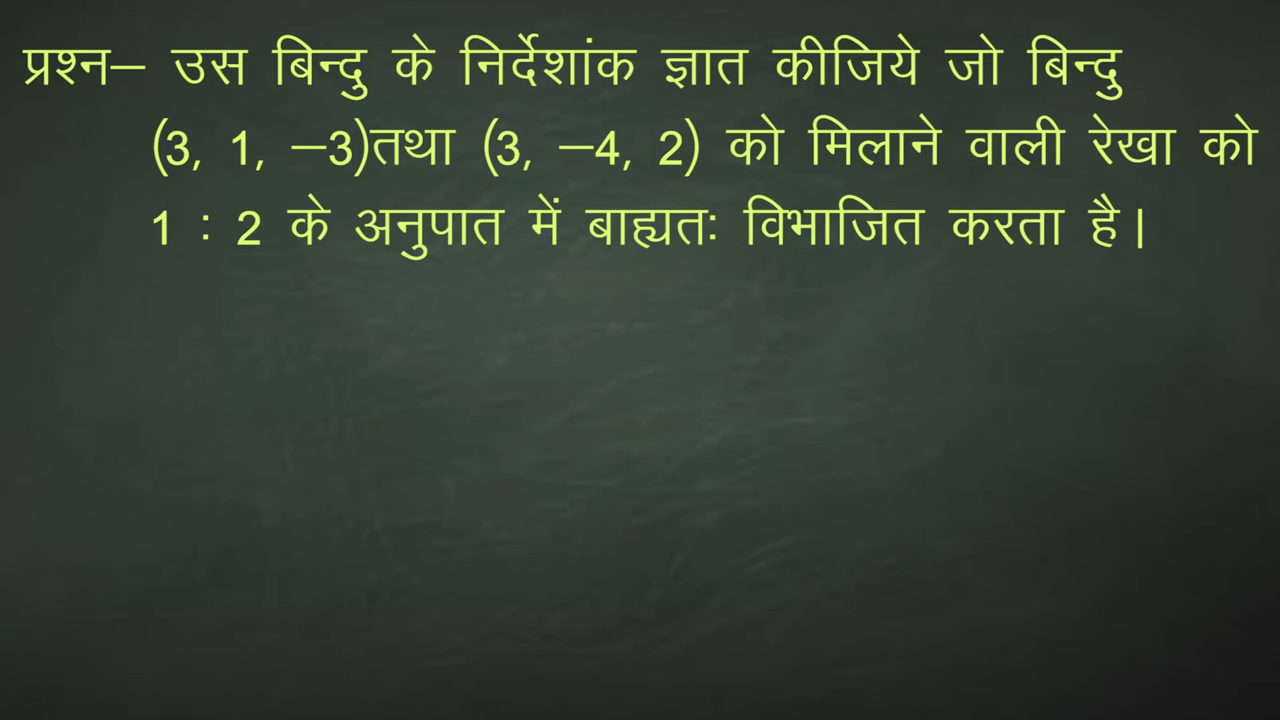 प्रश्न– उस बिन्दु के निर्देशांक ज्ञात कीजिये जो बिन्दु
(3, 1, –3)तथा (3, –4, 2) को मिलाने वाली रेखा को
1 : 2 के अनुपात में बाह्यतः विभाजित करता है।